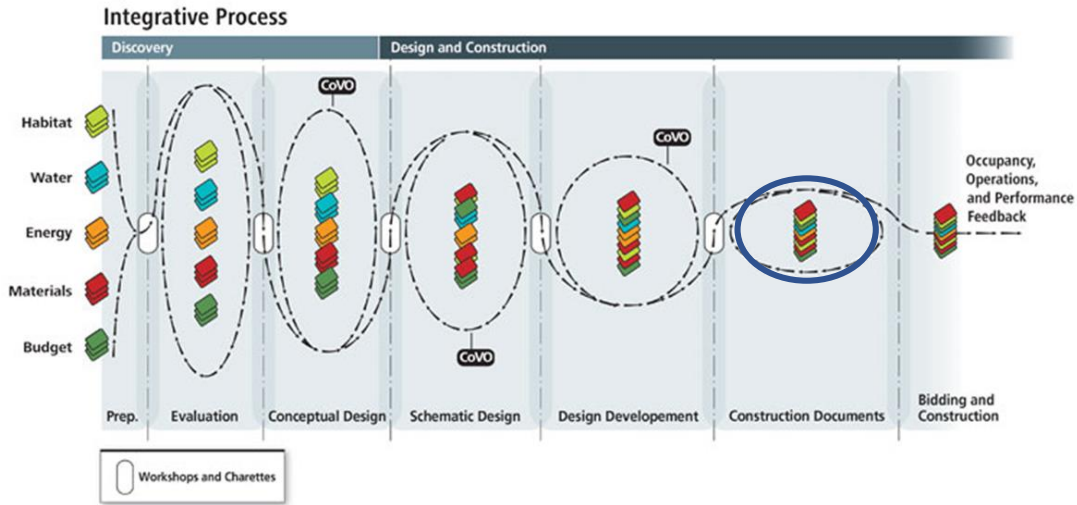 Integrative Process
Discovery
Design and Construction
CoVO
CoVO
Habitat
Water
Energy
Materials
Budget
Occupancy,
Operations,
and Performance
Feedback
CoVO
Prep.
Evaluation
Conceptual Design
Schematic Design
Design Developement
Construction Documents
Bidding and
Construction
Workshops and Charettes